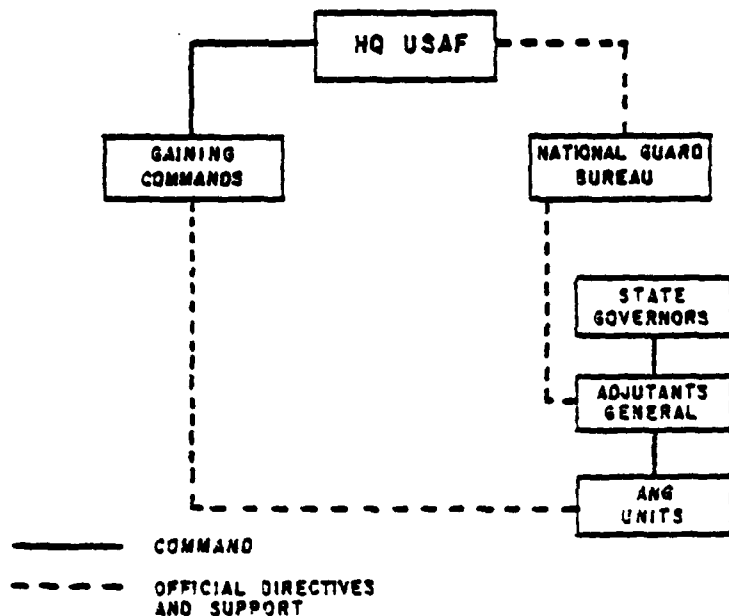 HQ USAF
GAINING
COMMANDS
NATIONAL GUARD
BUREAU
STATE
GOVERNORS
ADJUTANTS
GENERAL
ANG
UNITS
COMMAND
OFFICIAL DIRECTIVES
AND SUPPORT